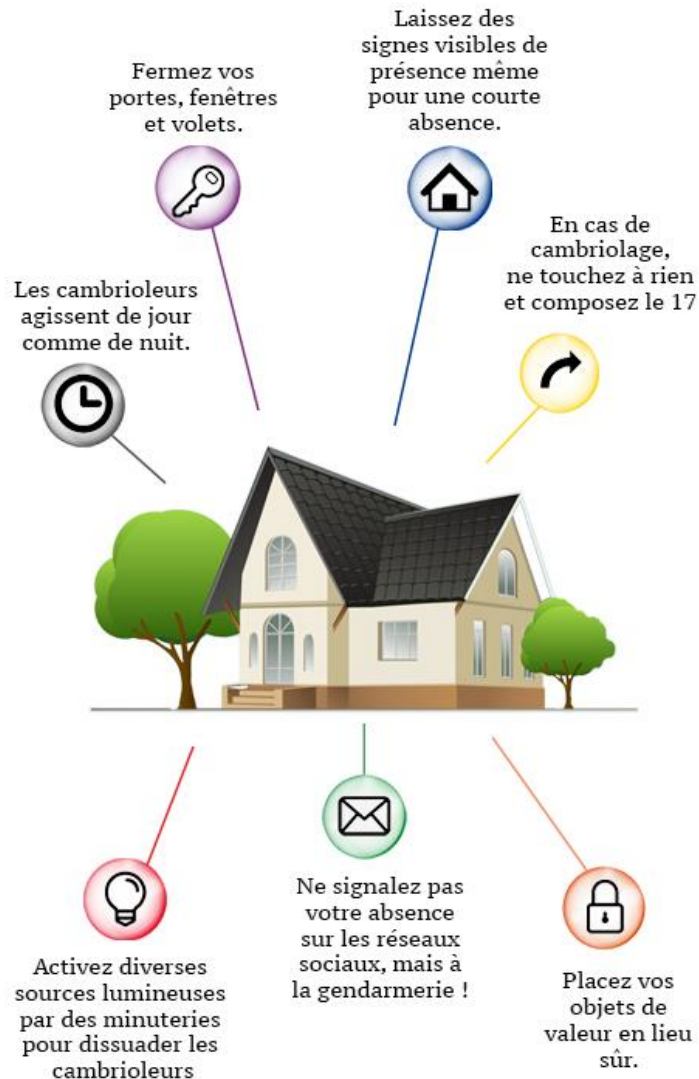 Laissez des
signes visibles de
présence même
pour une courte
absence.
Fermez vos
portes, fenêtres
et volets.
En cas de
cambriolage,
ne touchez à rien
et composez le 17
Les cambrioleurs
agissent de jour
comme de nuit.
Activez diverses
sources lumineuses
par des minuteries
pour dissuader les
cambrioleurs
Ne signalez pas
votre absence
sur les réseaux
sociaux, mais à
la gendarmerie !
Placez vos
objets de
valeur en lieu
sûr.